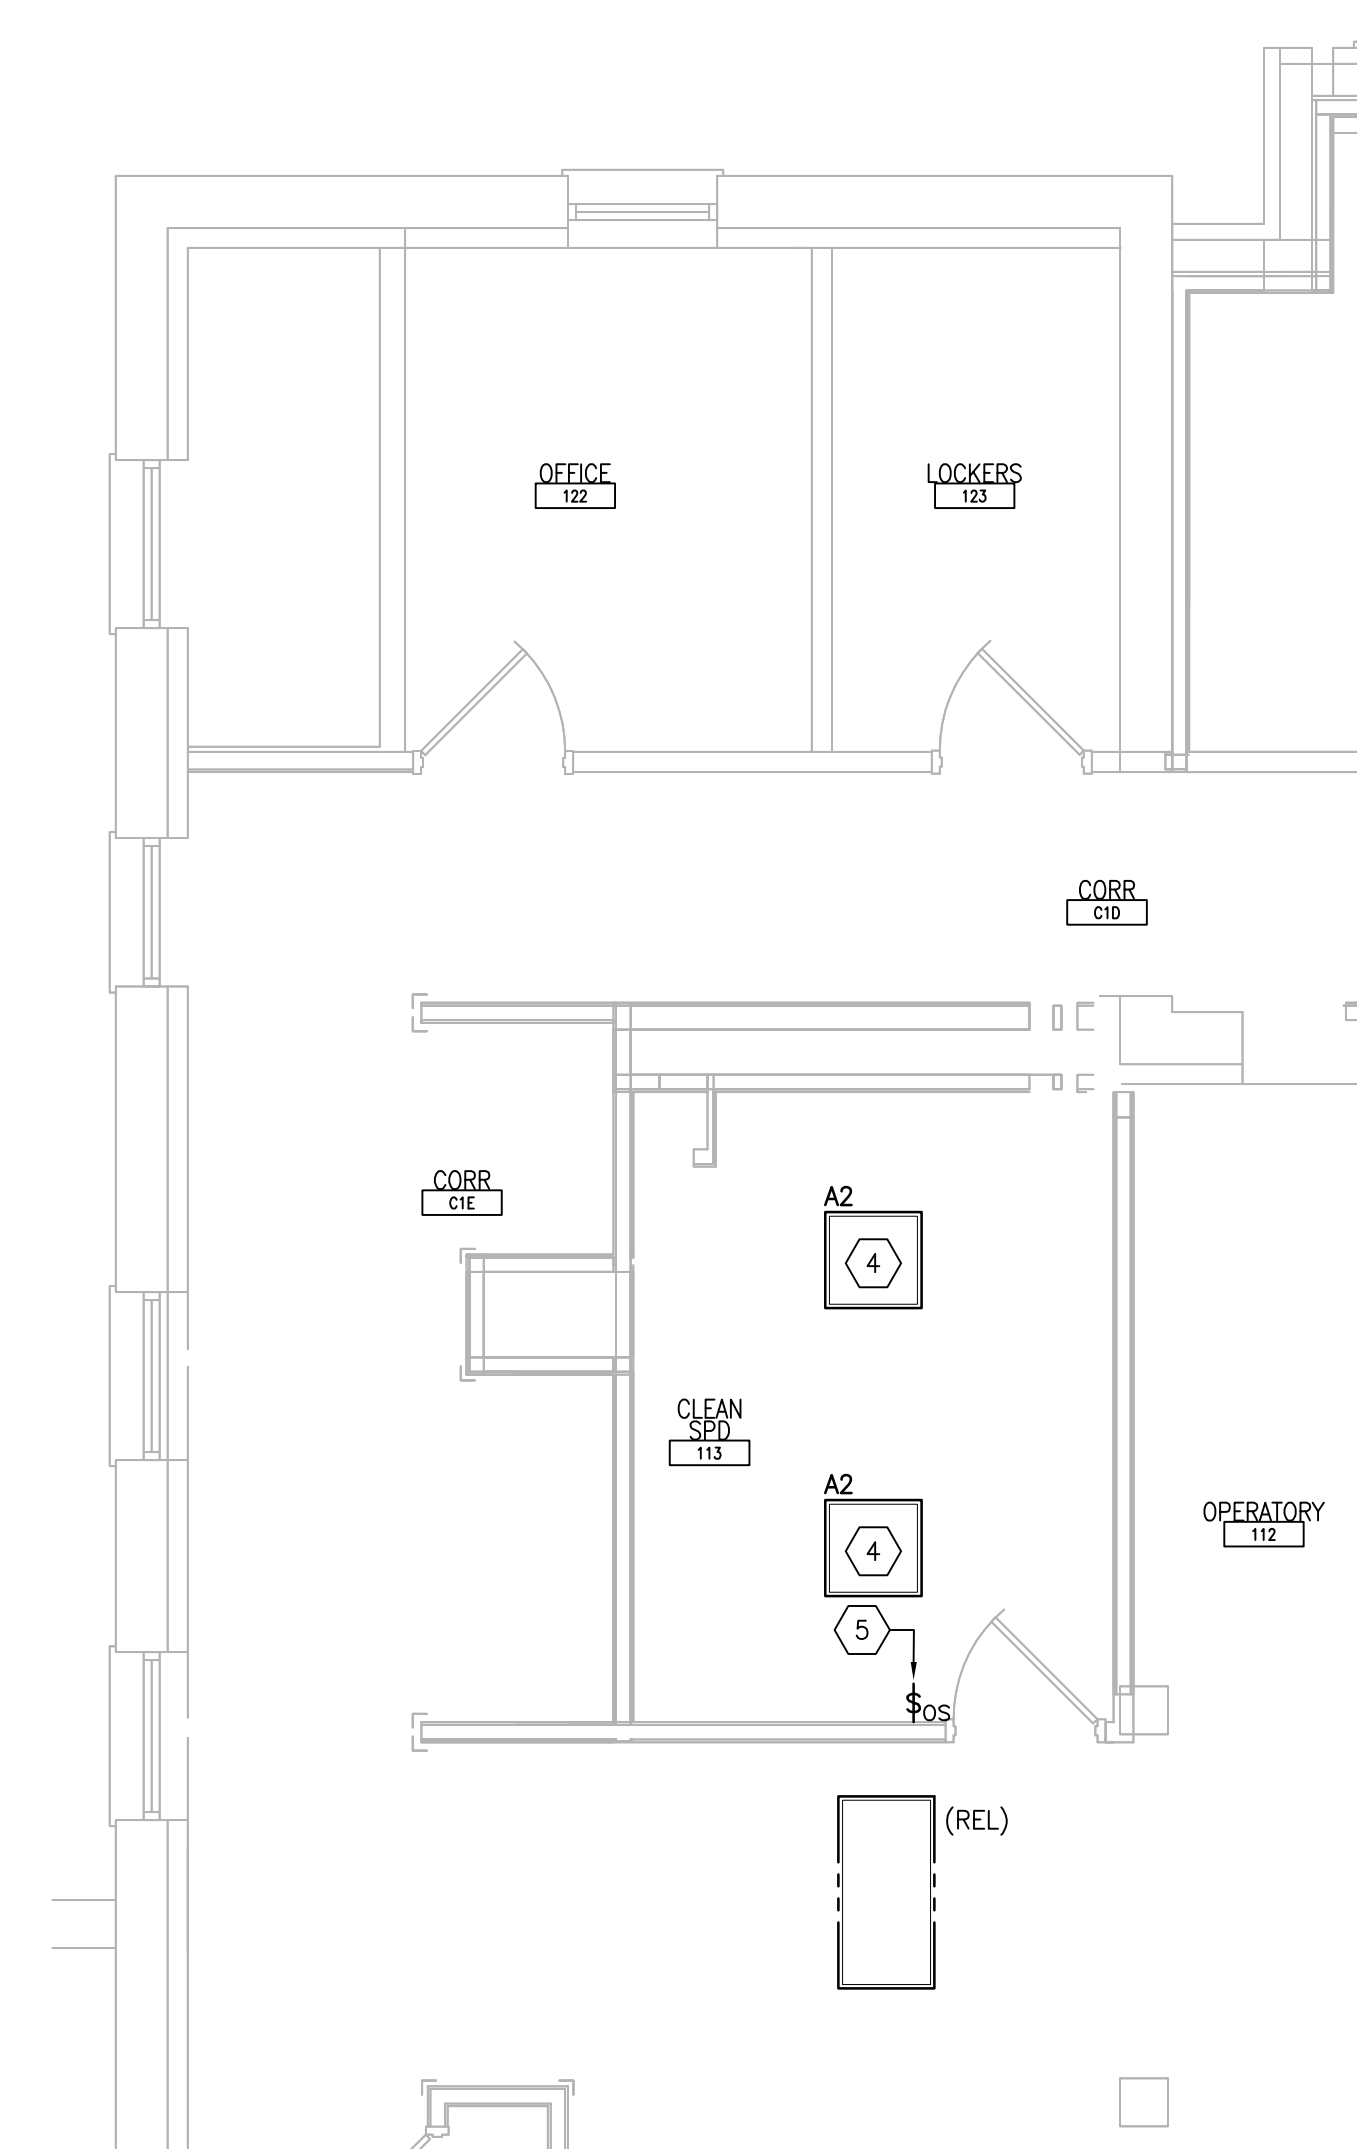 OFFICE
122
LOCKERS
123
CORR
C1D
CORR
C1E
A2
4
CLEAN
SPD
113
A2
4
OPERATORY
112
5
$OS
(REL)